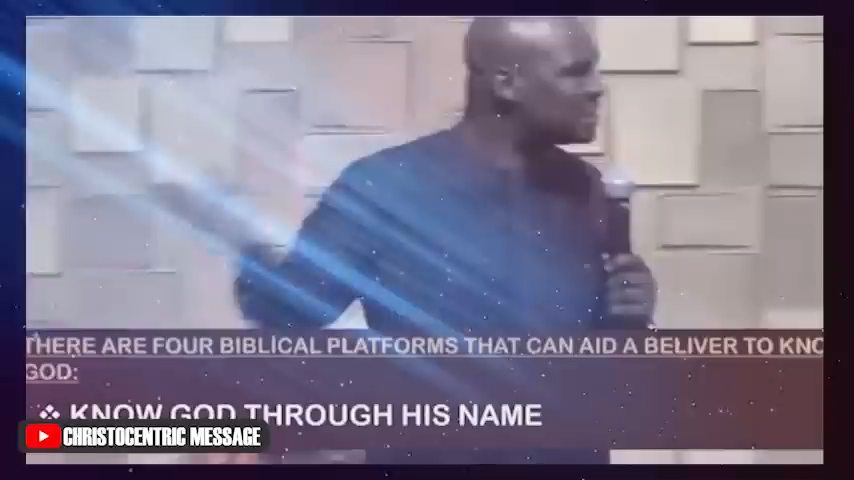 THERE ARE FOUR BIBLICAL PLATFORMS THAT CAN AID A BELIVER TO KNO
GOD:
❖ KNOW GOD THROUGH HIS NAME
CHRISTOCENTRIC MESSAGE